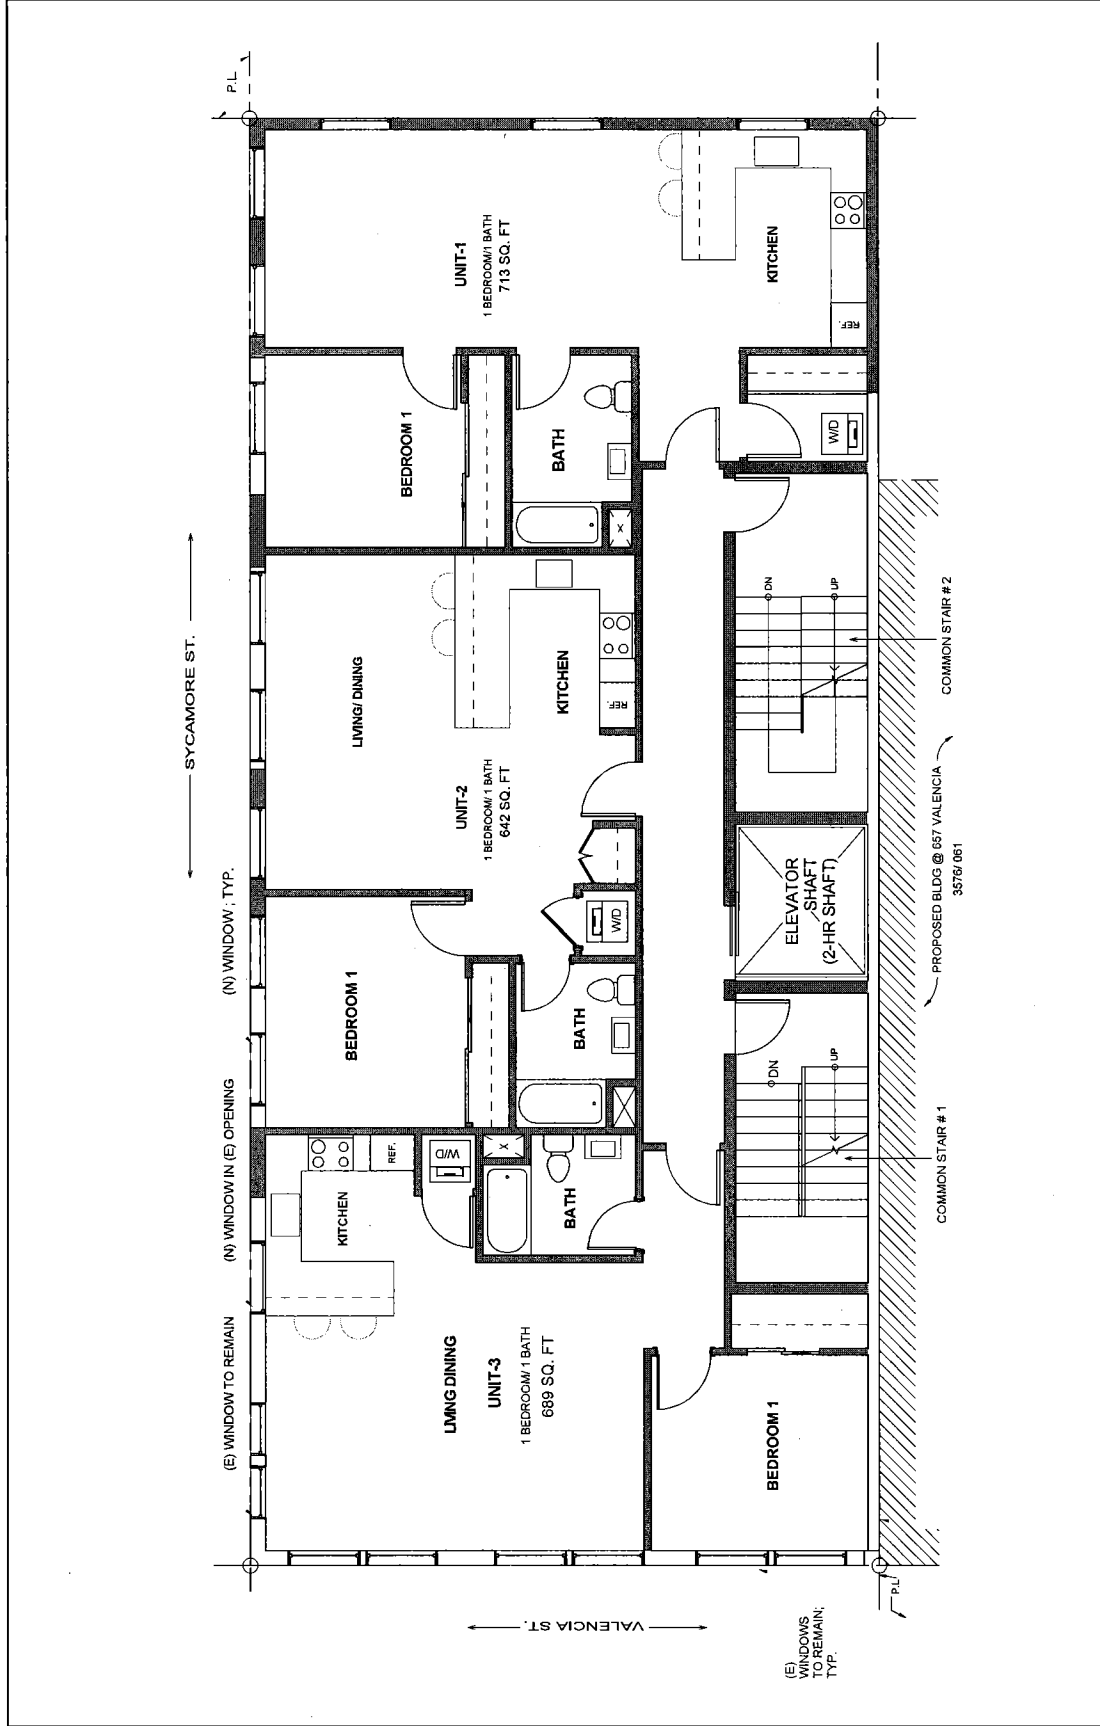 SYCAMORE ST.
(E) WINDOW TO REMAIN
(N) WINDOW IN (E) OPENING
(N) WINDOW ; TYP.
P.L
KITCHEN
REF.
W/D
BATH
X
LIVING DINING
UNIT-3
1 BEDROOM/ 1 BATH
689 SQ. FT
BEDROOM 1
BEDROOM 1
BATH
W/D
UNIT-2
1 BEDROOM/ 1 BATH
642 SQ. FT
LIVING/ DINING
KITCHEN
REF.
BEDROOM 1
BATH
X
UNIT-1
1 BEDROOM/1 BATH
713 SQ. FT
KITCHEN
REF.
W/D
DN
UP
ELEVATOR
SHAFT
(2-HR SHAFT)
DN
UP
COMMON STAIR # 1
COMMON STAIR # 2
PROPOSED BLDG @ 657 VALENCIA
3576/ 061
VALENCIA ST.
(E)
WINDOWS
TO REMAIN;
TYP.
P.L